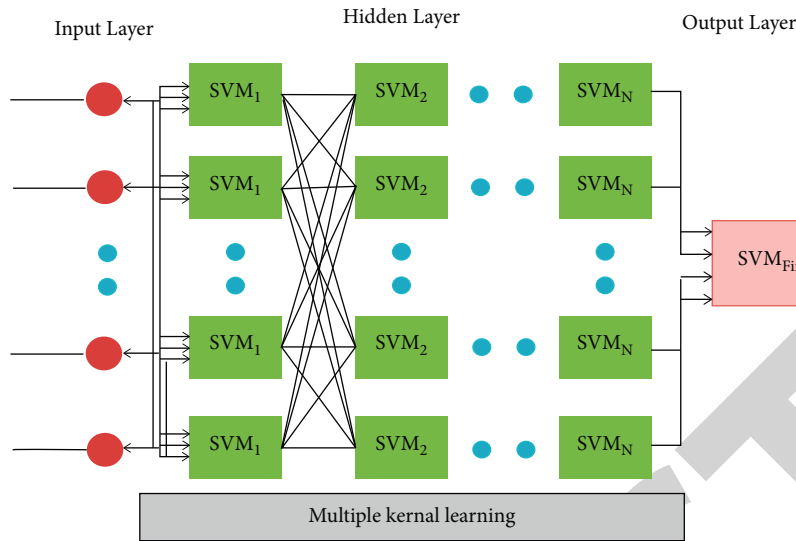 Input Layer
Hidden Layer
Output Layer
SVM1 SVM2 SVMN
SVM1 SVM2 SVMN
SVMFi
SVM1 SVM2 SVMN
SVM1 SVM2 SVMN
Multiple kernal learning